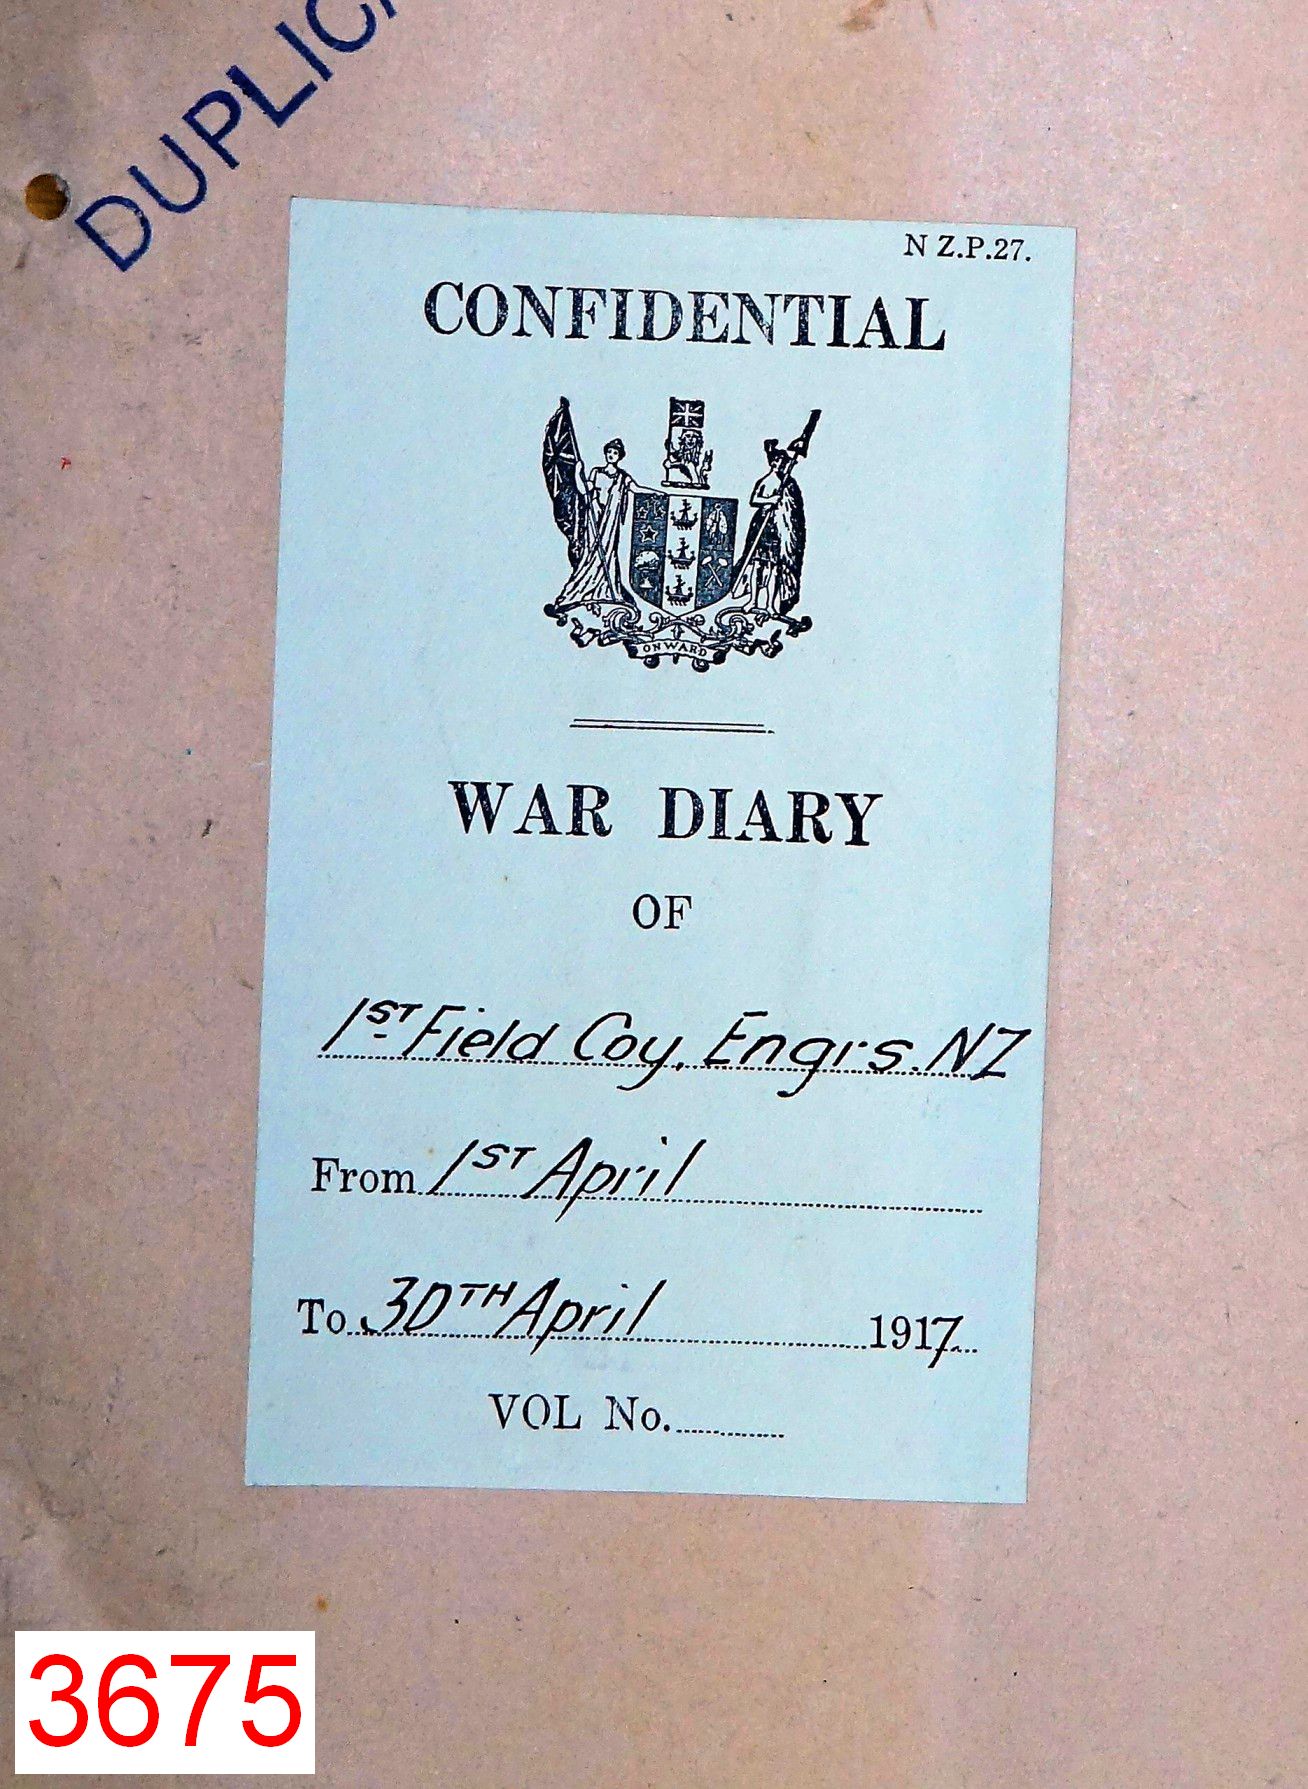 DUPLIC
N Z.P.27.
CONFIDENTIAL
ONWARD
WAR DIARY
OF
1ST Field Coy. Engrs. NZ
From 1ST April
To 30TH April 1917
VOL No.
3675